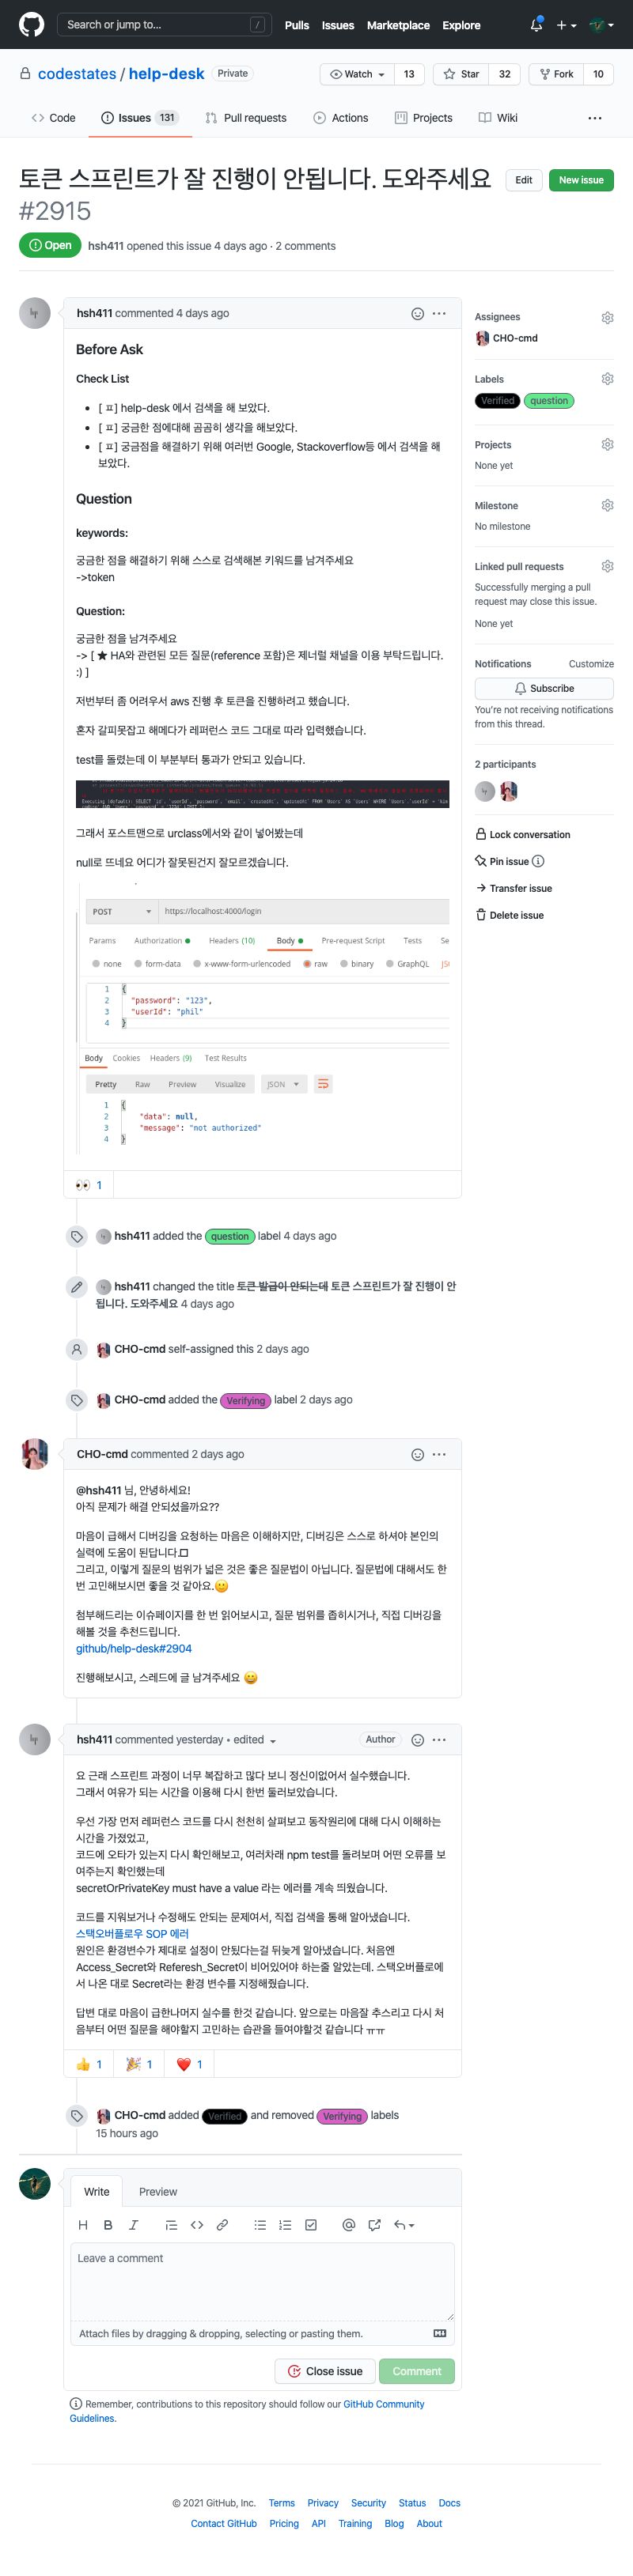 Search or jump to... /
Pulls Issues Marketplace Explore
codestates / help-desk Private
Watch 13 Star 32 Fork 10
Code Issues 131 Pull requests Actions Projects Wiki ...
토큰 스프린트가 잘 진행이 안됩니다. 도와주세요
#2915
Edit New issue
Open hsh411 opened this issue 4 days ago · 2 comments
hsh411 commented 4 days ago
Before Ask
Check List
• [ ㅍ] help-desk 에서 검색을 해 보았다.
• [ ㅍ] 궁금한 점에대해 곰곰히 생각을 해보았다.
• [ ㅍ] 궁금점을 해결하기 위해 여러번 Google, Stackoverflow등 에서 검색을 해
보았다.
Question
keywords:
궁금한 점을 해결하기 위해 스스로 검색해본 키워드를 남겨주세요
->token
Question:
궁금한 점을 남겨주세요
-> [ ★ HA와 관련된 모든 질문(reference 포함)은 제너럴 채널을 이용 부탁드립니다.
:) ]
저번부터 좀 어려우서 aws 진행 후 토큰을 진행하려고 했습니다.
혼자 갈피못잡고 해메다가 레퍼런스 코드 그대로 따라 입력했습니다.
test를 돌렸는데 이 부분부터 통과가 안되고 있습니다.
그래서 포스트맨으로 urclass에서와 같이 넣어봤는데
null로 뜨네요 어디가 잘못된건지 잘모르겠습니다.
POST https://localhost:4000/login
Params Authorization Headers (10) Body Pre-request Script Tests Se
none form-data x-www-form-urlencoded raw binary GraphQL JS
1 {
2 "password": "123",
3 "userId": "phil"
4 }
Body Cookies Headers (9) Test Results
Pretty Raw Preview Visualize JSON
1 {
2 "data": null,
3 "message": "not authorized"
4 }
👀 1
Assignees
CHO-cmd
Labels
Verified question
Projects
None yet
Milestone
No milestone
Linked pull requests
Successfully merging a pull
request may close this issue.
None yet
Notifications Customize
Subscribe
You're not receiving notifications
from this thread.
2 participants
Lock conversation
Pin issue
Transfer issue
Delete issue
hsh411 added the question label 4 days ago
hsh411 changed the title 토큰 발급이 안되는데 토큰 스프린트가 잘 진행이 안
됩니다. 도와주세요 4 days ago
CHO-cmd self-assigned this 2 days ago
CHO-cmd added the Verifying label 2 days ago
CHO-cmd commented 2 days ago
@hsh411 님, 안녕하세요!
아직 문제가 해결 안되셨을까요??
마음이 급해서 디버깅을 요청하는 마음은 이해하지만, 디버깅은 스스로 하셔야 본인의
실력에 도움이 된답니다.
그리고, 이렇게 질문의 범위가 넓은 것은 좋은 질문법이 아닙니다. 질문법에 대해서도 한
번 고민해보시면 좋을 것 같아요.🙂
첨부해드리는 이슈페이지를 한 번 읽어보시고, 질문 범위를 좁히시거나, 직접 디버깅을
해볼 것을 추천드립니다.
github/help-desk#2904
진행해보시고, 스레드에 글 남겨주세요 😄
hsh411 commented yesterday • edited Author
요 근래 스프린트 과정이 너무 복잡하고 많다 보니 정신이없어서 실수했습니다.
그래서 여유가 되는 시간을 이용해 다시 한번 둘러보았습니다.
우선 가장 먼저 레퍼런스 코드를 다시 천천히 살펴보고 동작원리에 대해 다시 이해하는
시간을 가졌었고,
코드에 오타가 있는지 다시 확인해보고, 여러차래 npm test를 돌려보며 어떤 오류를 보
여주는지 확인했는데
secretOrPrivateKey must have a value 라는 에러를 계속 띄웠습니다.
코드를 지워보거나 수정해도 안되는 문제여서, 직접 검색을 통해 알아냈습니다.
스택오버플로우 SOP 에러
원인은 환경변수가 제대로 설정이 안됬다는걸 뒤늦게 알아냈습니다. 처음엔
Access_Secret와 Referesh_Secret이 비어있어야 하는줄 알았는데. 스택오버플로에
서 나온 대로 Secret라는 환경 변수를 지정해줬습니다.
답변 대로 마음이 급한나머지 실수를 한것 같습니다. 앞으로는 마음잘 추스리고 다시 처
음부터 어떤 질문을 해야할지 고민하는 습관을 들여야할것 같습니다 ㅠㅠ
👍 1 🎉 1 ❤️ 1
CHO-cmd added Verified and removed Verifying labels
15 hours ago
Write Preview
Leave a comment
Attach files by dragging & dropping, selecting or pasting them.
Close issue Comment
Remember, contributions to this repository should follow our GitHub Community
Guidelines.
© 2021 GitHub, Inc. Terms Privacy Security Status Docs
Contact GitHub Pricing API Training Blog About